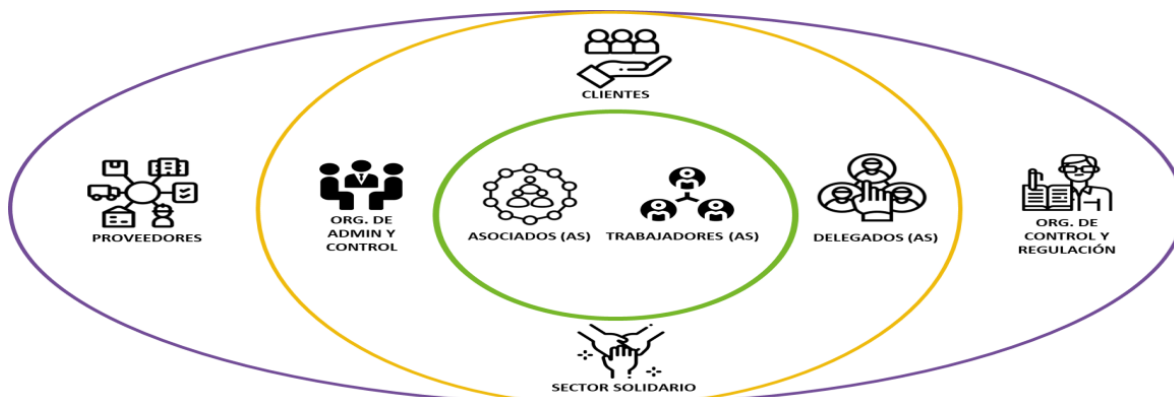 CLIENTES
PROVEEDORES
ORG. DE
ADMIN Y
CONTROL
ASOCIADOS (AS)
TRABAJADORES (AS)
DELEGADOS (AS)
ORG. DE
CONTROL Y
REGULACIÓN
SECTOR SOLIDARIO